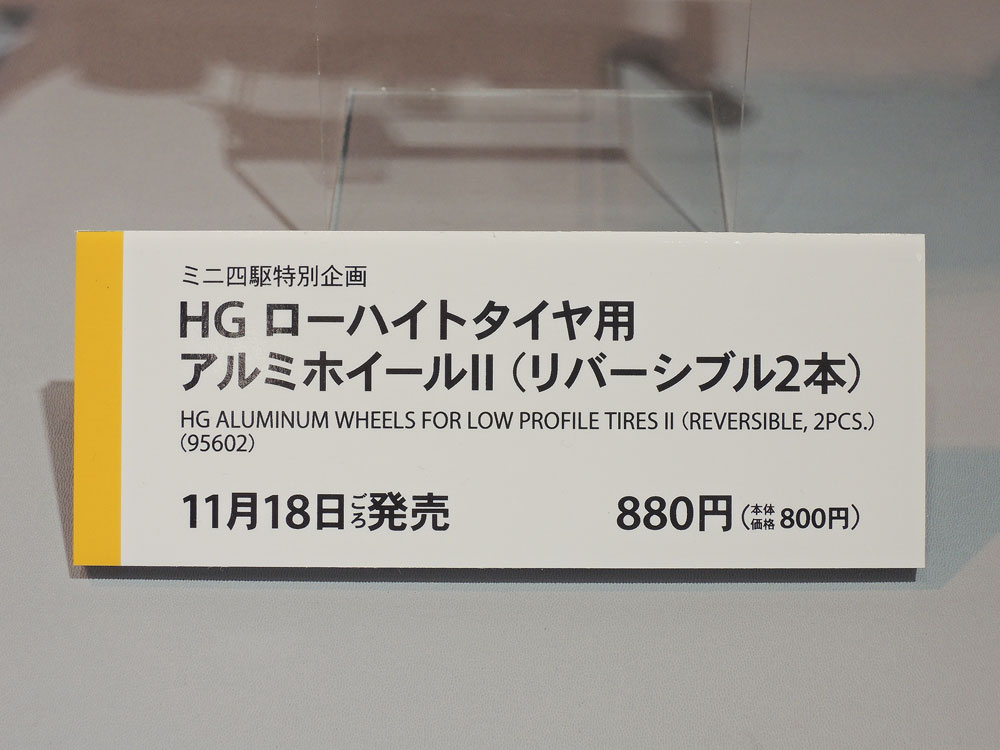 ミニ四駆特別企画
HG ローハイトタイヤ用
アルミホイールII（リバーシブル2本）
HG ALUMINUM WHEELS FOR LOW PROFILE TIRES II (REVERSIBLE, 2PCS.)
(95602)
11月18日ごろ発売
880円（本体価格800円）